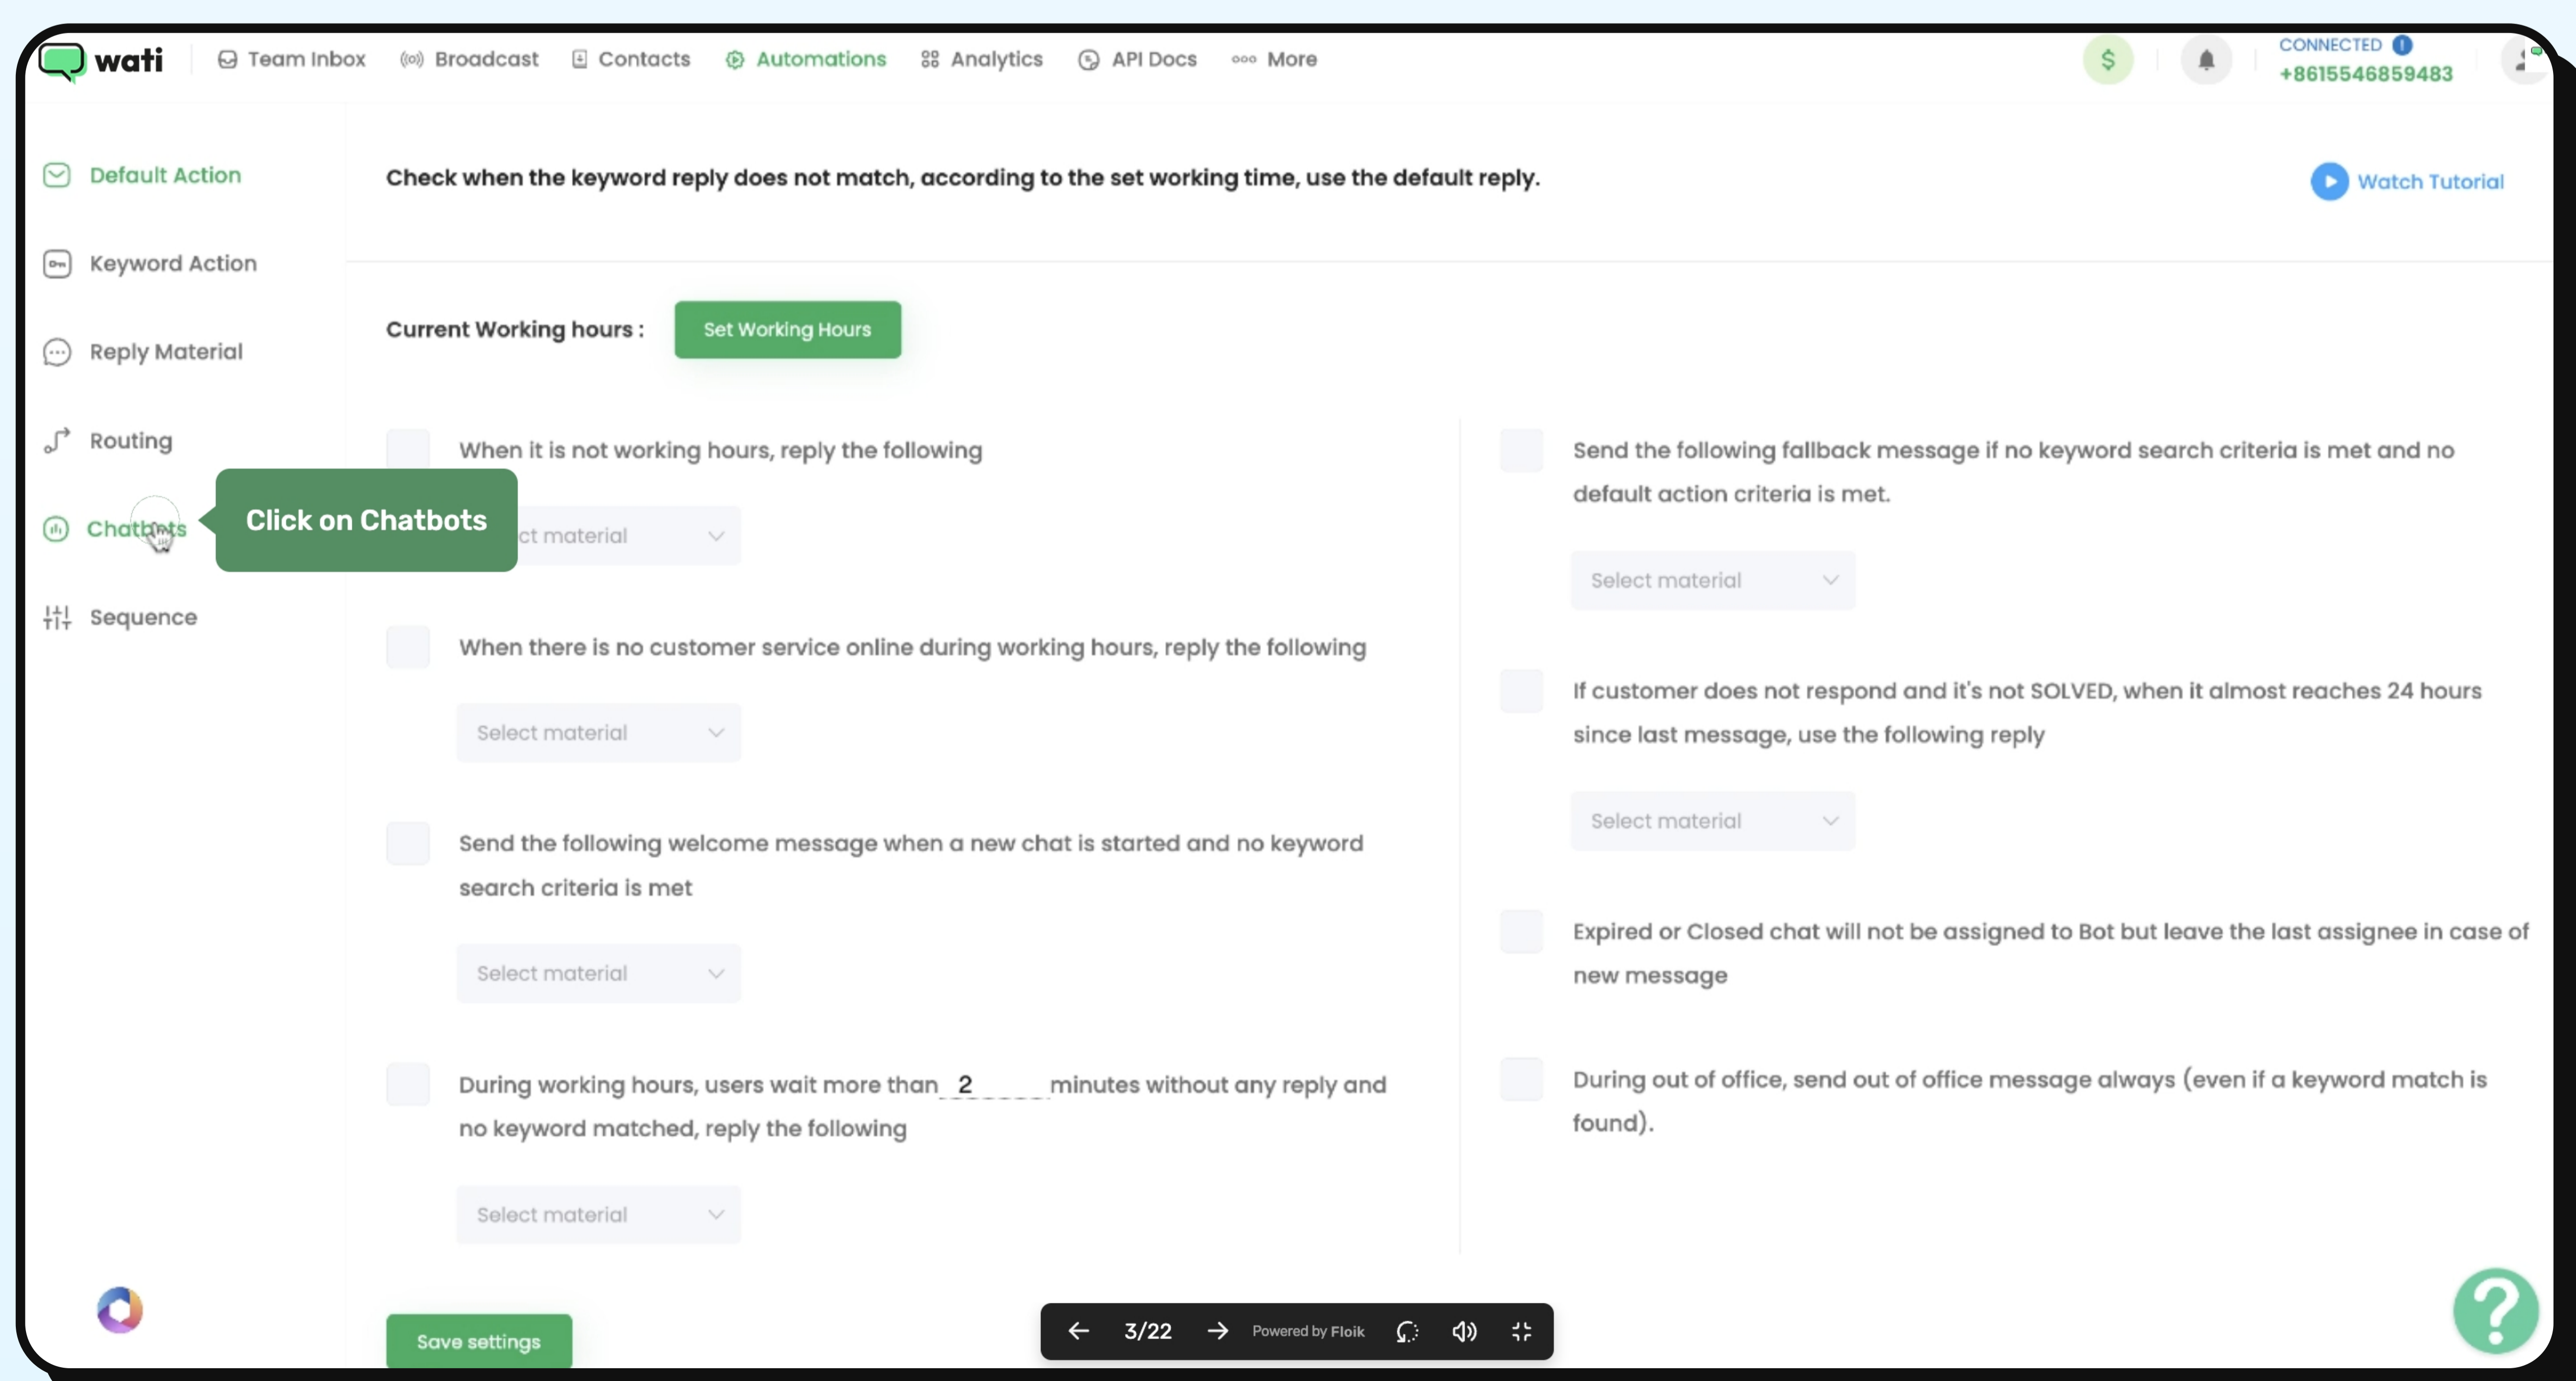 wati
Team Inbox
Broadcast
Contacts
Automations
Analytics
API Docs
More
$
CONNECTED !
+8615546859483
Default Action
Keyword Action
Reply Material
Routing
Chatbots
Sequence
Click on Chatbots
Check when the keyword reply does not match, according to the set working time, use the default reply.
Watch Tutorial
Current Working hours :
Set Working Hours
When it is not working hours, reply the following
ct material
When there is no customer service online during working hours, reply the following
Select material
Send the following welcome message when a new chat is started and no keyword
search criteria is met
Select material
During working hours, users wait more than 2 minutes without any reply and
no keyword matched, reply the following
Select material
Send the following fallback message if no keyword search criteria is met and no
default action criteria is met.
Select material
If customer does not respond and it's not SOLVED, when it almost reaches 24 hours
since last message, use the following reply
Select material
Expired or Closed chat will not be assigned to Bot but leave the last assignee in case of
new message
During out of office, send out of office message always (even if a keyword match is
found).
Save settings
3/22
Powered by Floik
?